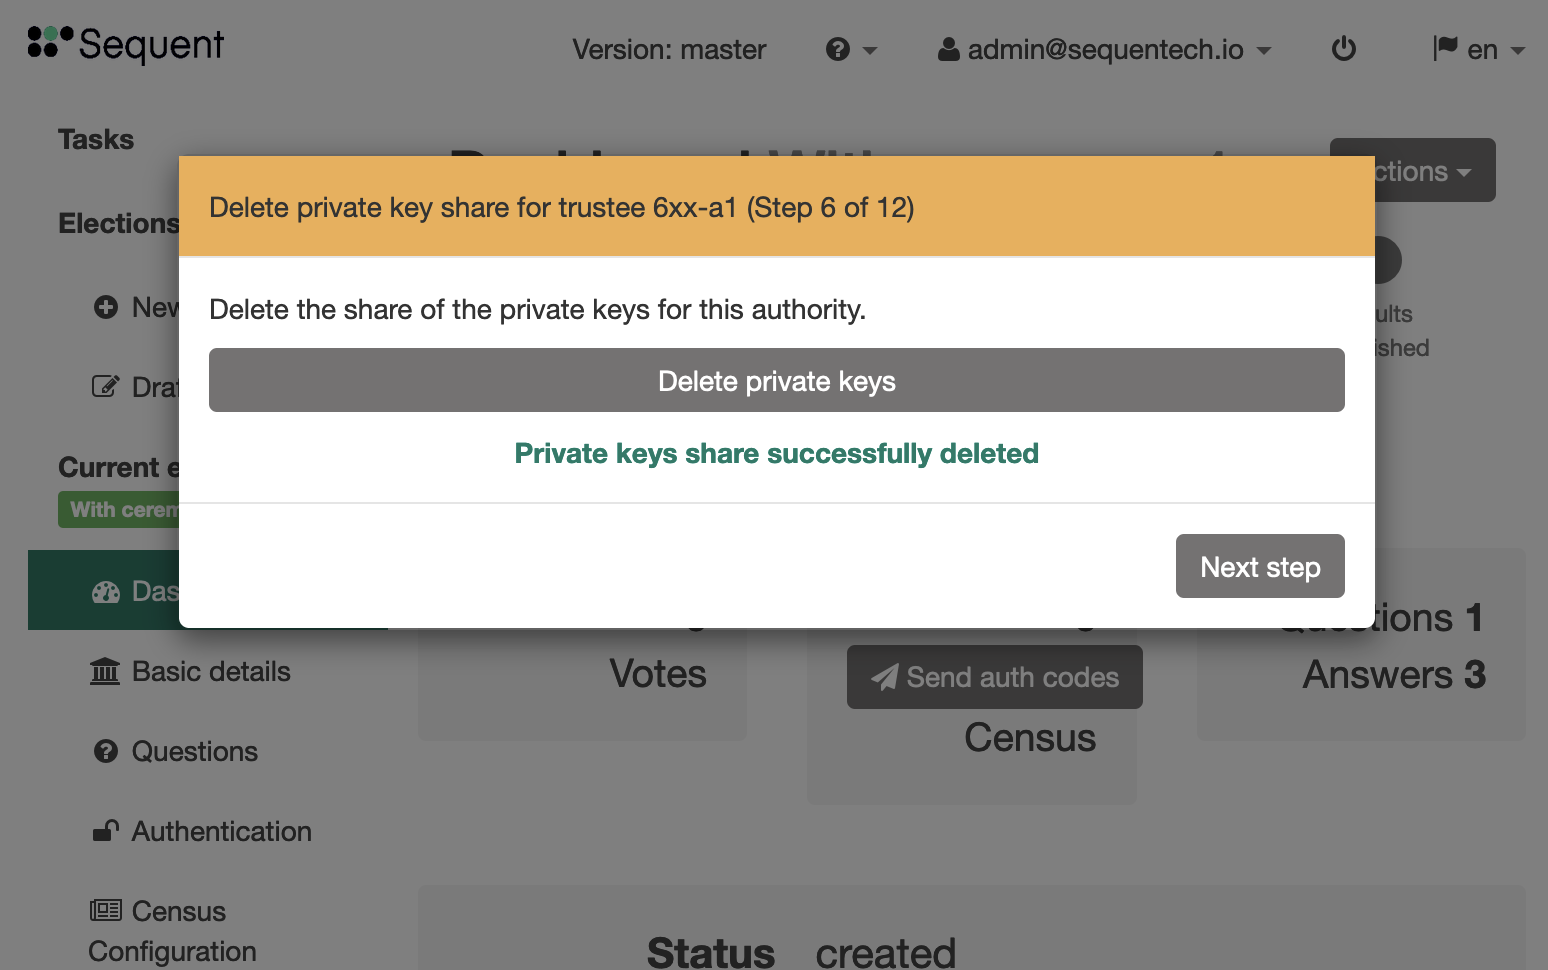 Sequent
Version: master
admin@sequentech.io
en
Tasks
Elections
New
Current e
With cerem
Das
Basic details
Questions
Authentication
Census
Configuration
ctions
ults
ished
Delete private key share for trustee 6xx-a1 (Step 6 of 12)
Delete the share of the private keys for this authority.
Delete private keys
Private keys share successfully deleted
Next step
Votes
Send auth codes
Census
Questions 1
Answers 3
Status created